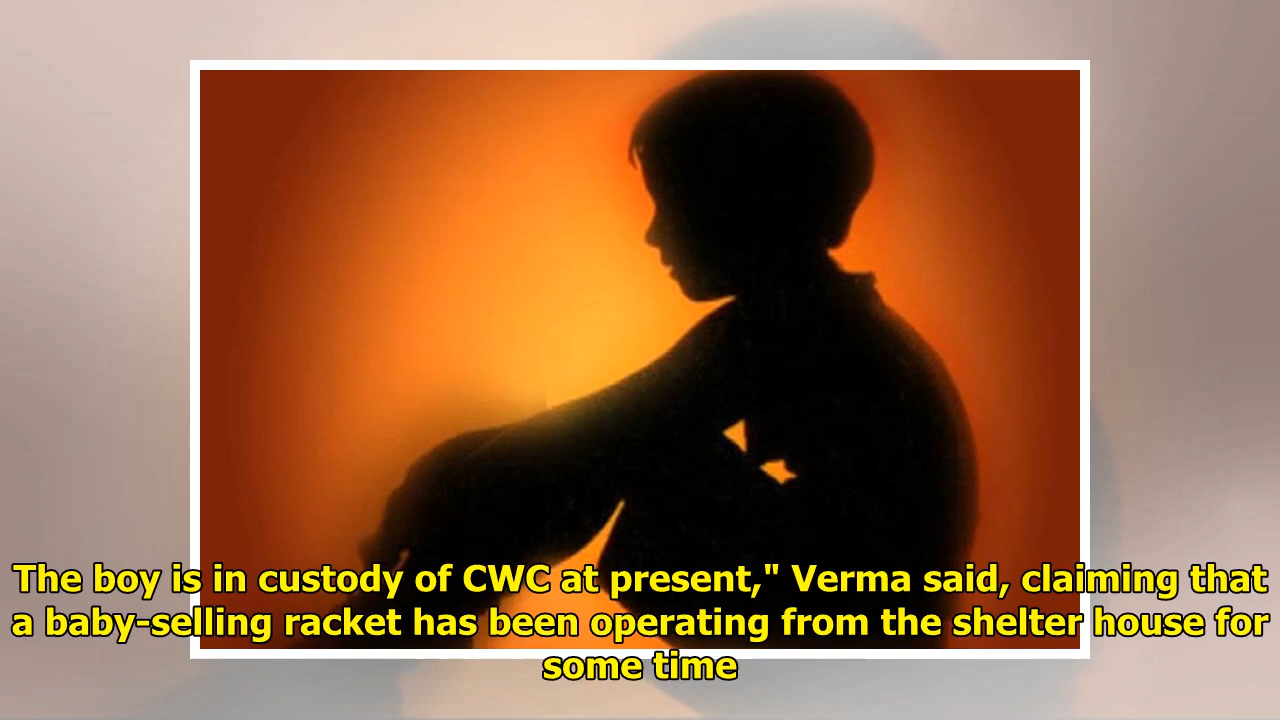 The boy is in custody of CWC at present," Verma said, claiming that
a baby-selling racket has been operating from the shelter house for
some time